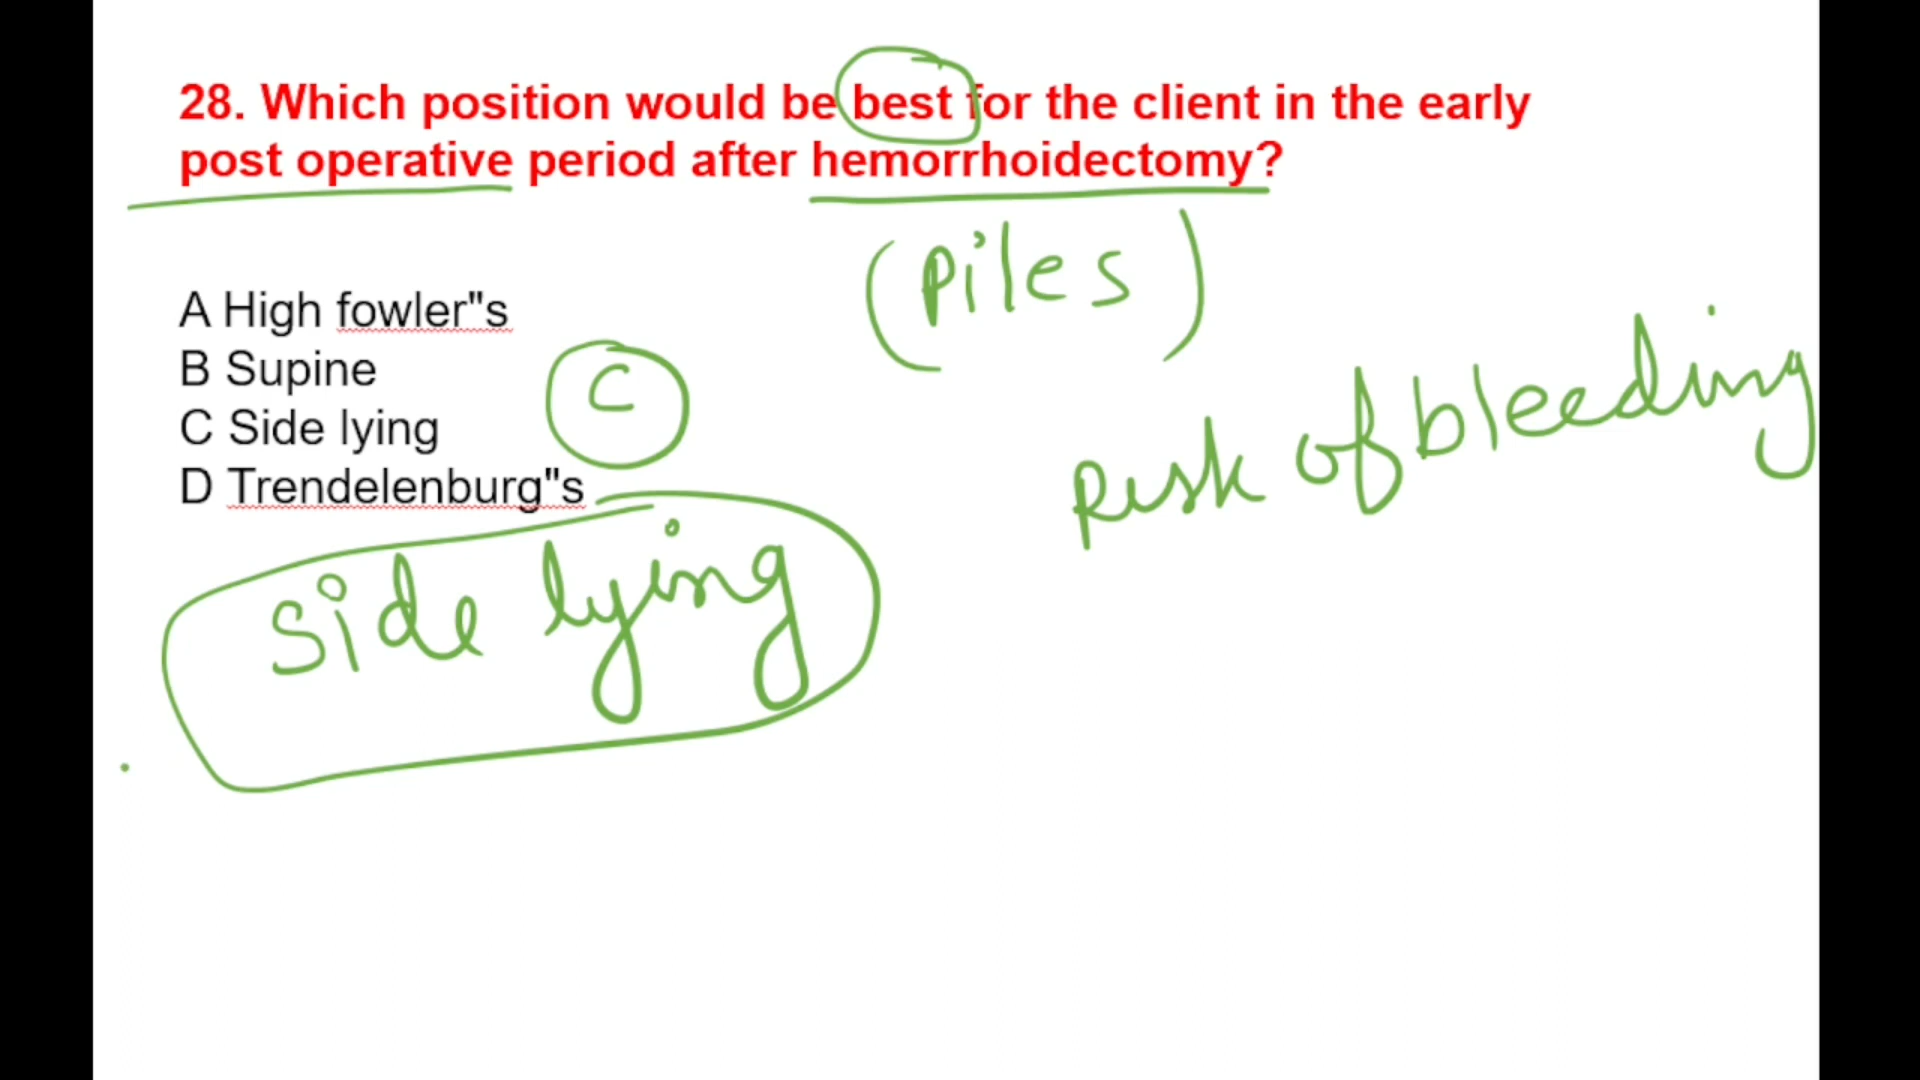 28. Which position would be best for the client in the early
post operative period after hemorrhoidectomy?
(Piles)
A High fowler"s
B Supine
C Side lying
D Trendelenburg"s
C
Risk of bleeding
side lying